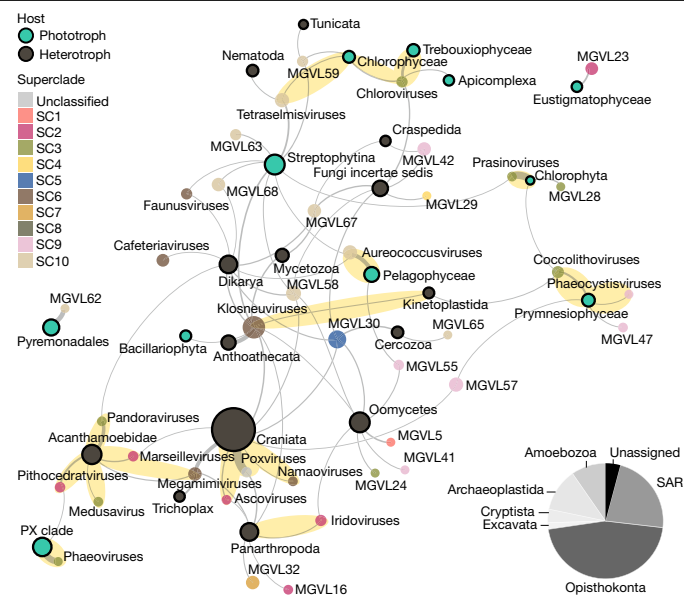 Host
Phototroph
Heterotroph
Superclade
Unclassified
SC1
SC2
SC3
SC4
SC5
SC6
SC7
SC8
SC9
SC10
Tunicata
Nematoda
MGVL59
Chlorophyceae
Trebouxiophyceae
Chloroviruses
Apicomplexa
MGVL23
Eustigmatophyceae
Tetraselmisviruses
MGVL63
Craspedida
Streptophytina
MGVL42
Fungi incertae sedis
Prasinoviruses
Chlorophyta
MGVL28
MGVL68
Faunusviruses
MGVL29
MGVL67
Cafeteriaviruses
Aureococcusviruses
Mycetozoa
Dikarya
Pelagophyceae
MGVL58
Coccolithoviruses
Phaeocystisviruses
Prymnesiophyceae
MGVL47
Kinetoplastida
Klosneuviruses
MGVL62
Pyremonadales
MGVL30
MGVL65
Bacillariophyta
Anthoathecata
Cercozoa
MGVL55
MGVL57
Pandoraviruses
Oomycetes
Acanthamoebidae
Craniata
MGVL5
Marseilleviruses
Poxviruses
MGVL41
Pithocedratviruses
Megamimiviruses
Namaoviruses
MGVL24
Trichoplax
Ascoviruses
Medusavirus
Iridoviruses
PX clade
Panarthropoda
Phaeoviruses
MGVL32
MGVL16
Amoebozoa
Unassigned
Archaeoplastida
SAR
Cryptista
Excavata
Opisthokonta